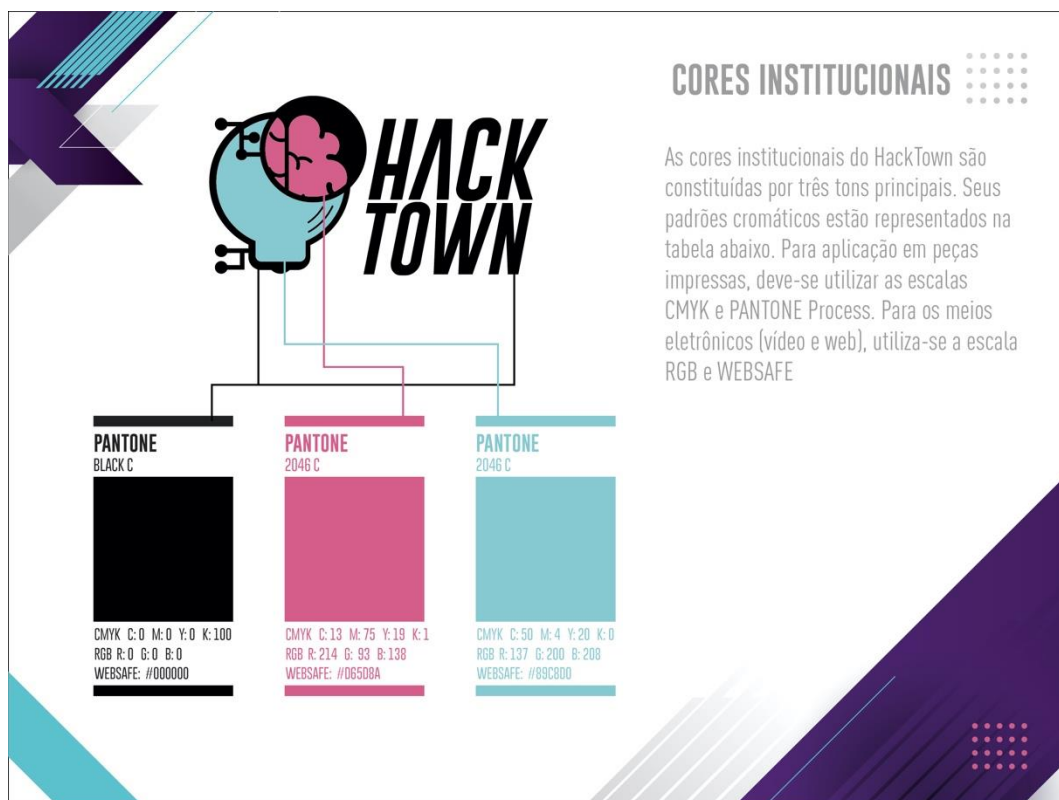 CORES INSTITUCIONAIS
HACK
TOWN
As cores institucionais do HackTown são
constituídas por três tons principais. Seus
padrões cromáticos estão representados na
tabela abaixo. Para aplicação em peças
impressas, deve-se utilizar as escalas
CMYK e PANTONE Process. Para os meios
eletrônicos (vídeo e web), utiliza-se a escala
RGB e WEBSAFE
PANTONE
BLACK C
CMYK C: 0 M: 0 Y: 0 K: 100
RGB R: 0 G: 0 B: 0
WEBSAFE: #000000
PANTONE
2046 C
CMYK C: 13 M: 75 Y: 19 K: 1
RGB R: 214 G: 93 B: 138
WEBSAFE: #D65D8A
PANTONE
2046 C
CMYK C: 50 M: 4 Y: 20 K: 0
RGB R: 137 G: 200 B: 208
WEBSAFE: #89C8D0